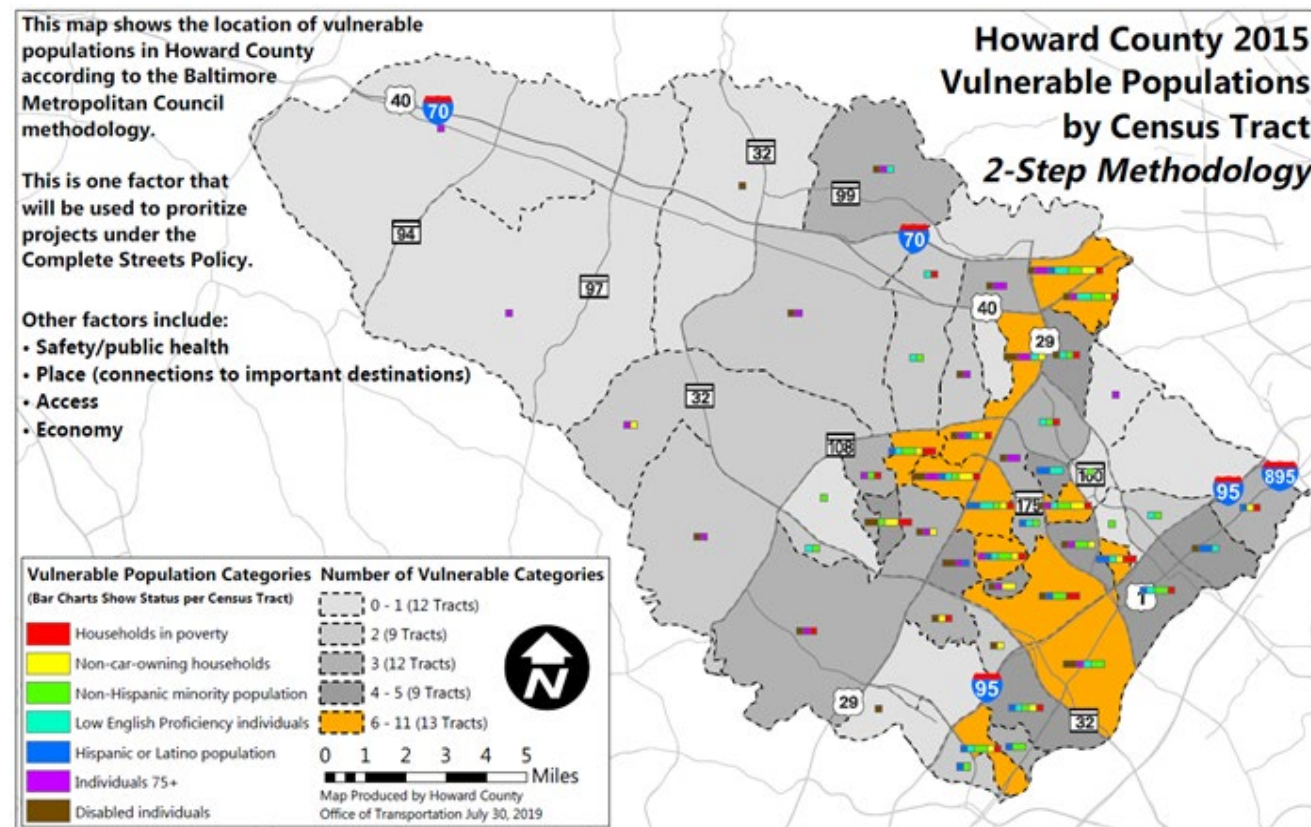 This map shows the location of vulnerable
populations in Howard County
according to the Baltimore
Metropolitan Council
methodology.
This is one factor that
will be used to proritize
projects under the
Complete Streets Policy.
Other factors include:
• Safety/public health
• Place (connections to important destinations)
• Access
• Economy
Howard County 2015
Vulnerable Populations
by Census Tract
2-Step Methodology
40
70
32
99
94
70
97
40
29
32
108
100
95
895
175
1
29
95
32
Vulnerable Population Categories
(Bar Charts Show Status per Census Tract)
Households in poverty
Non-car-owning households
Non-Hispanic minority population
Low English Proficiency individuals
Hispanic or Latino population
Individuals 75+
Disabled individuals
Number of Vulnerable Categories
0 - 1 (12 Tracts)
2 (9 Tracts)
3 (12 Tracts)
4 - 5 (9 Tracts)
6 - 11 (13 Tracts)
N
0 1 2 3 4 5
Miles
Map Produced by Howard County
Office of Transportation July 30, 2019